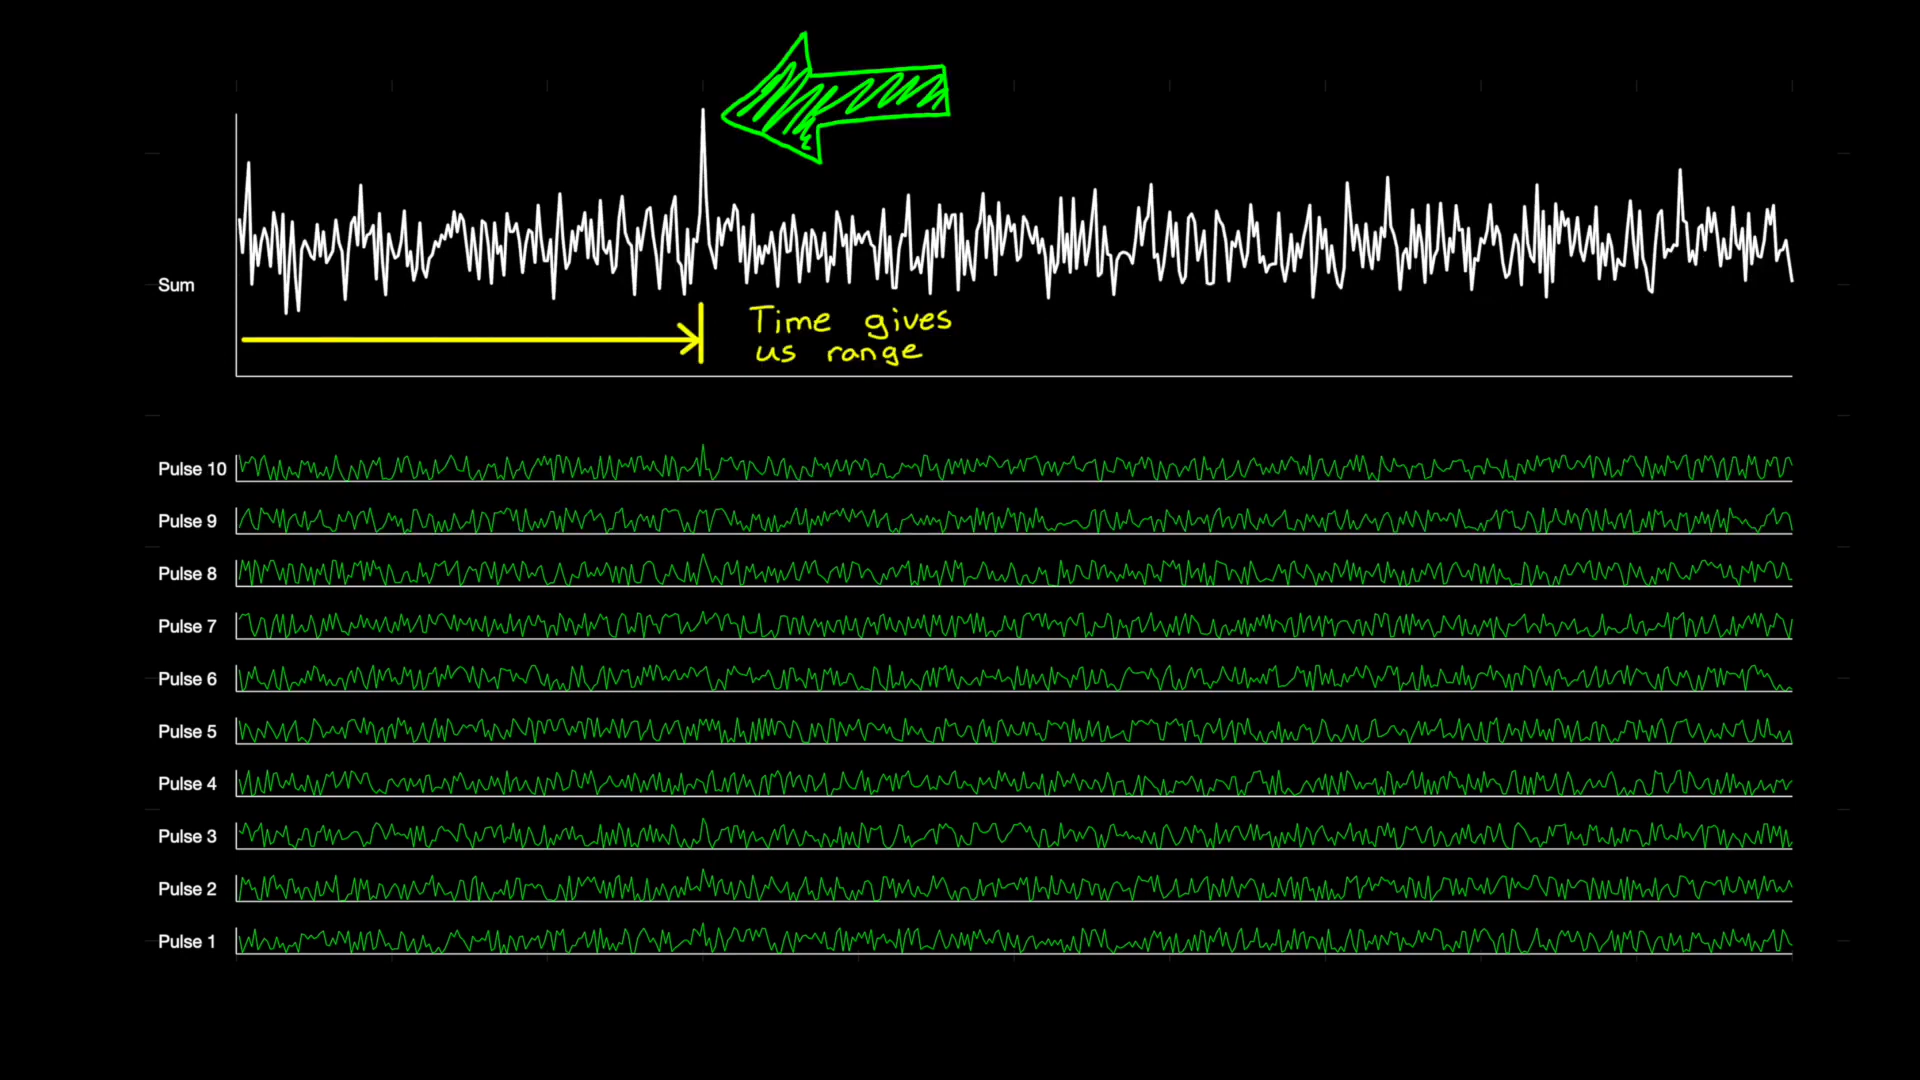 Sum
Time gives
us range
Pulse 10
Pulse 9
Pulse 8
Pulse 7
Pulse 6
Pulse 5
Pulse 4
Pulse 3
Pulse 2
Pulse 1